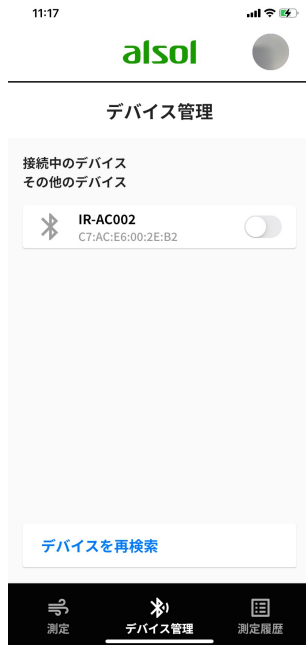 11:17
alsol
デバイス管理
接続中のデバイス
その他のデバイス
IR-AC002
C7:AC:E6:00:2E:B2
デバイスを再検索
測定
デバイス管理
測定履歴